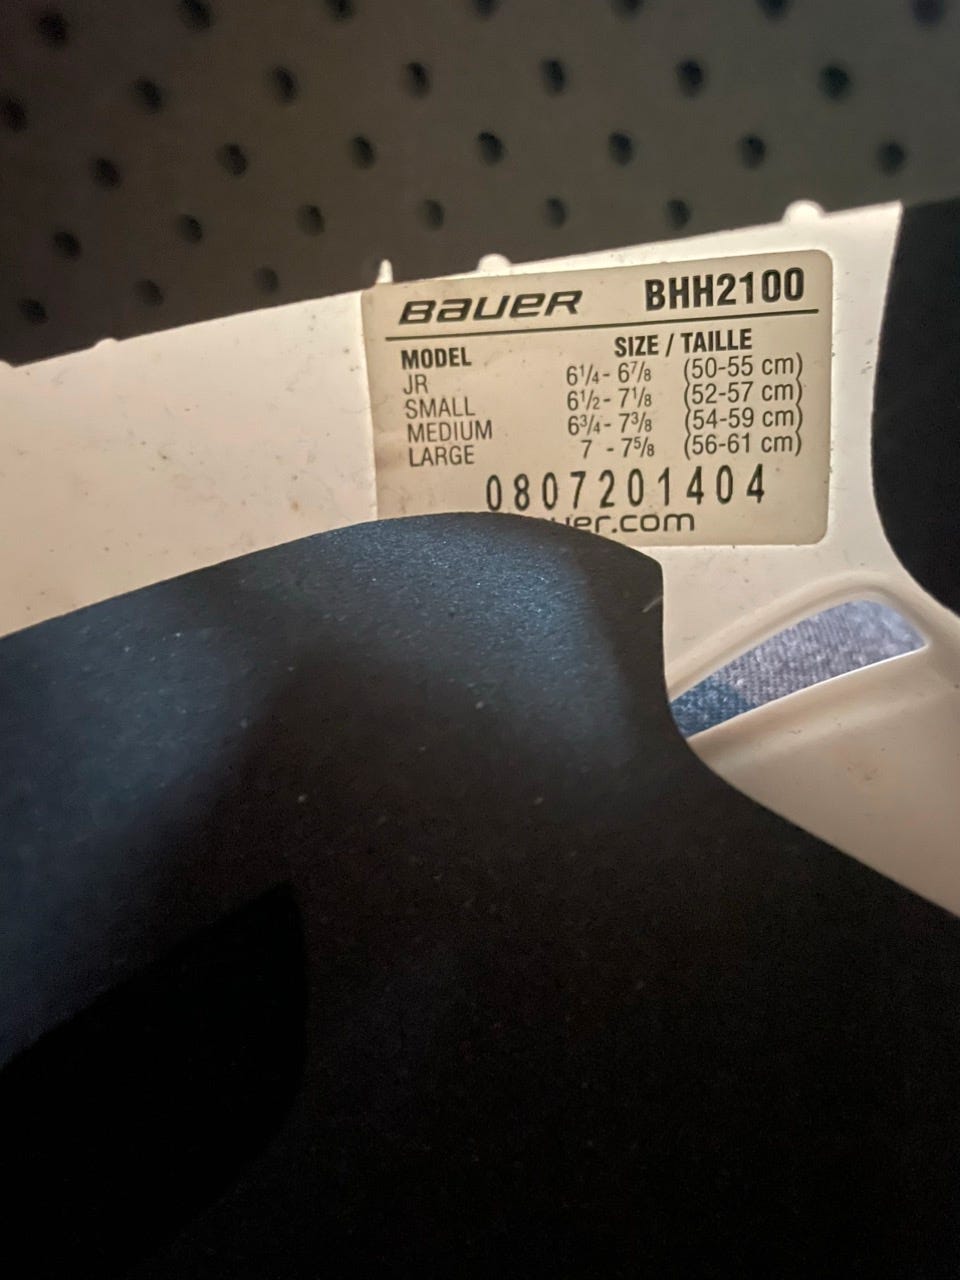 BAUER BHH2100
MODEL SIZE / TAILLE
JR 6¼- 6⅞ (50-55 cm)
SMALL 6½- 7⅛ (52-57 cm)
MEDIUM 6¾- 7⅜ (54-59 cm)
LARGE 7 - 7⅝ (56-61 cm)
0807201404
uer.com